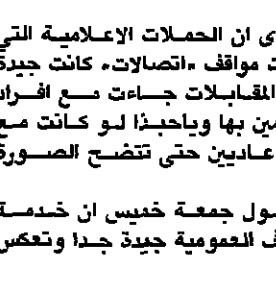 ى ان الحملات الاعلامية التي
ت مواقف «اتصالات» كانت جيدة
المقابلات جاءت مع افراد
مين بها وياحبذا لو كانت مع
عاديين حتى تتضح الصورة
ـول جمعة خميس ان خدمة
ف العمومية جيدة جدا وتعكس